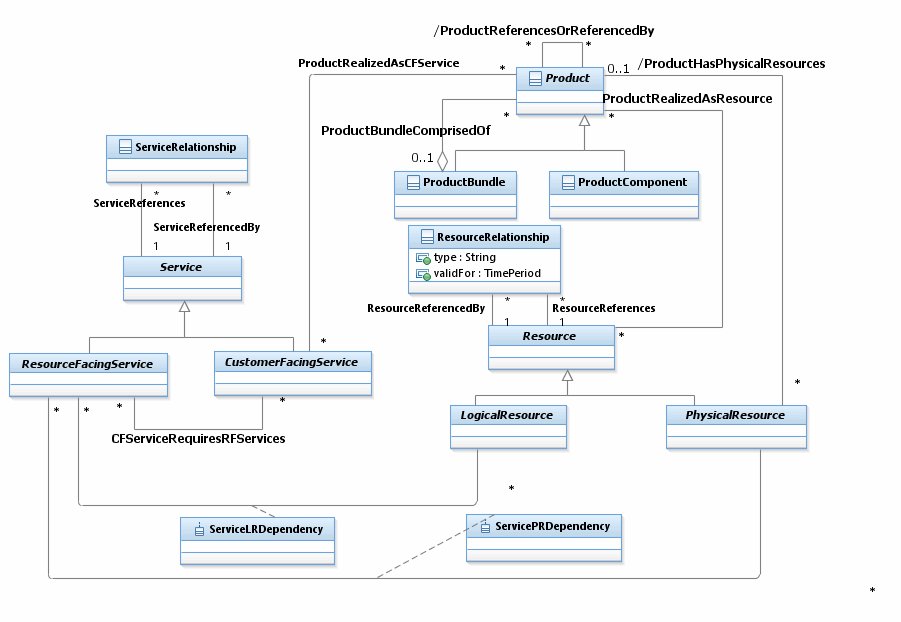 /ProductReferencesOrReferencedBy
* *
ProductRealizedAsCFService
*
Product
0..1 /ProductHasPhysicalResources
ProductRealizedAsResource
* *
ProductBundleComprisedOf
0..1
ServiceRelationship
ProductBundle
ProductComponent
* *
ServiceReferences
ServiceReferencedBy
1 1
ResourceRelationship
type : String
validFor : TimePeriod
Service
* *
ResourceReferencedBy
ResourceReferences
1 1
Resource
*
*
ResourceFacingService
CustomerFacingService
*
* * * *
LogicalResource
PhysicalResource
CFServiceRequiresRFServices
*
ServiceLRDependency
ServicePRDependency
*